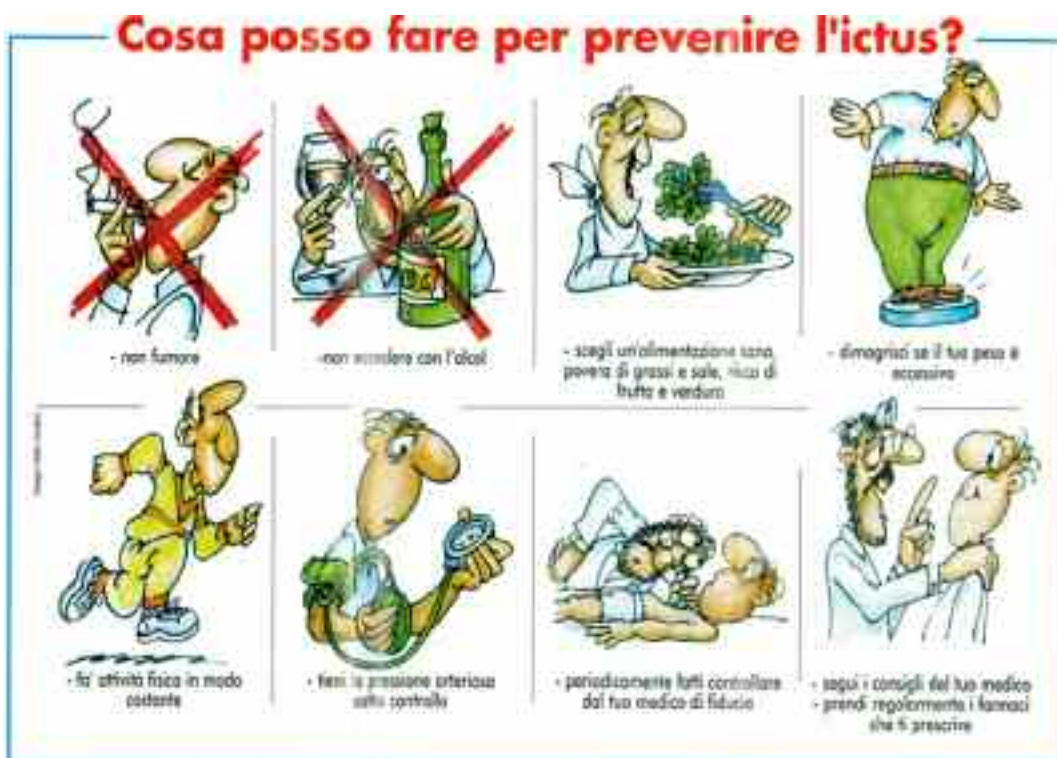 Cosa posso fare per prevenire l'ictus?
- non fumare
-non eccedere con l'alcol
- scegli un'alimentazione sana,
povera di grassi e sale, ricca di
frutta e verdura
- dimagrisci se il tuo peso è
eccessivo
- fa' attività fisica in modo
costante
- tieni la pressione arteriosa
sotto controllo
- periodicamente fatti controllare
dal tuo medico di fiducia
- segui i consigli del tuo medico
- prendi regolarmente i farmaci
che ti prescrive